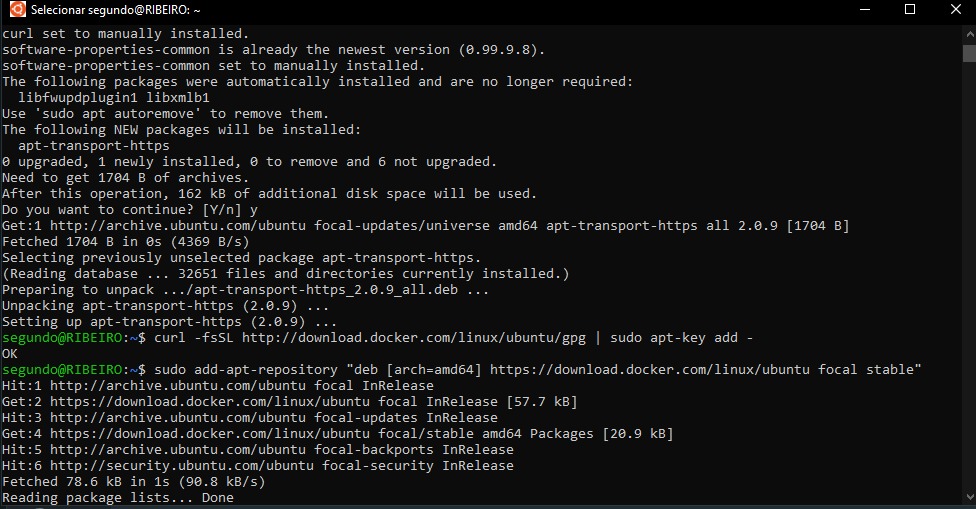 Selecionar segundo@RIBEIRO: ~
curl set to manually installed.
software-properties-common is already the newest version (0.99.9.8).
software-properties-common set to manually installed.
The following packages were automatically installed and are no longer required:
  libfwupdplugin1 libxmlb1
Use 'sudo apt autoremove' to remove them.
The following NEW packages will be installed:
  apt-transport-https
0 upgraded, 1 newly installed, 0 to remove and 6 not upgraded.
Need to get 1704 B of archives.
After this operation, 162 kB of additional disk space will be used.
Do you want to continue? [Y/n] y
Get:1 http://archive.ubuntu.com/ubuntu focal-updates/universe amd64 apt-transport-https all 2.0.9 [1704 B]
Fetched 1704 B in 0s (4369 B/s)
Selecting previously unselected package apt-transport-https.
(Reading database ... 32651 files and directories currently installed.)
Preparing to unpack .../apt-transport-https_2.0.9_all.deb ...
Unpacking apt-transport-https (2.0.9) ...
Setting up apt-transport-https (2.0.9) ...
segundo@RIBEIRO:~$ curl -fsSL http://download.docker.com/linux/ubuntu/gpg | sudo apt-key add -
OK
segundo@RIBEIRO:~$ sudo add-apt-repository "deb [arch=amd64] https://download.docker.com/linux/ubuntu focal stable"
Hit:1 http://archive.ubuntu.com/ubuntu focal InRelease
Get:2 https://download.docker.com/linux/ubuntu focal InRelease [57.7 kB]
Hit:3 http://archive.ubuntu.com/ubuntu focal-updates InRelease
Get:4 https://download.docker.com/linux/ubuntu focal/stable amd64 Packages [20.9 kB]
Hit:5 http://archive.ubuntu.com/ubuntu focal-backports InRelease
Hit:6 http://security.ubuntu.com/ubuntu focal-security InRelease
Fetched 78.6 kB in 1s (90.8 kB/s)
Reading package lists... Done